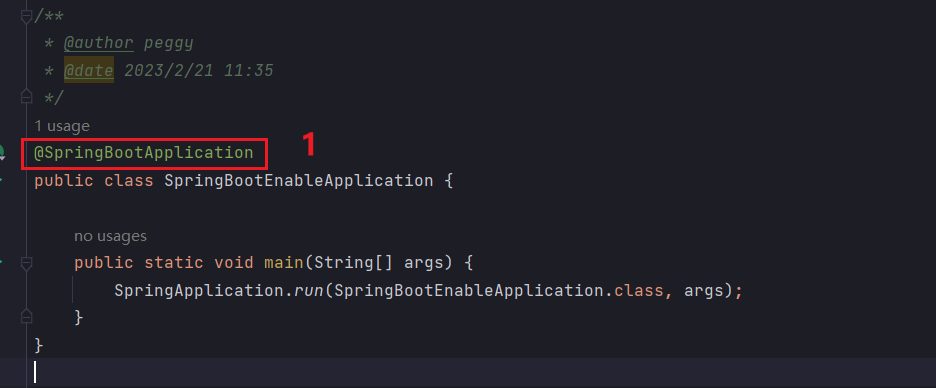 /**
 * @author peggy
 * @date 2023/2/21 11:35
 */
1 usage
@SpringBootApplication 1
public class SpringBootEnableApplication {
no usages
public static void main(String[] args) {
SpringApplication.run(SpringBootEnableApplication.class, args);
}
}